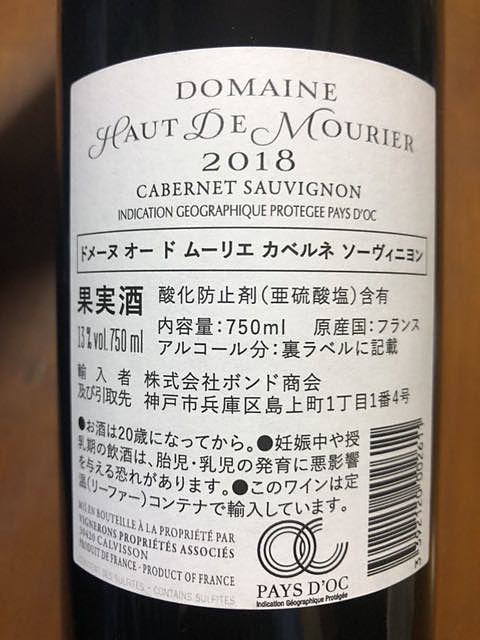 DOMAINE
HAUT DE MOURIER
2018
CABERNET SAUVIGNON
INDICATION GEOGRAPHIQUE PROTEGEE PAYS D'OC
ドメーヌ オー ド ムーリエ カベルネ ソーヴィニヨン
果実酒 酸化防止剤(亜硫酸塩)含有
13%vol. 750 ml 内容量:750ml 原産国:フランス
アルコール分:裏ラベルに記載
輸入者 株式会社ボンド商会
及び引取先 神戸市兵庫区島上町1丁目1番4号
●お酒は20歳になってから。●妊娠中や授
乳期の飲酒は、胎児・乳児の発育に悪影響
を与える恐れがあります。●このワインは定
温(リーファー)コンテナで輸入しています。
MIS EN BOUTEILLE À LA PROPRIÉTÉ PAR
VIGNERONS PROPRIÉTÉS ASSOCIÉS
30420 CALVISSON
PRODUIT DE FRANCE - PRODUCT OF FRANCE
CONTIENT DES SULFITES - CONTAINS SULFITES
PAYS D'OC
Indication Géographique Protégée